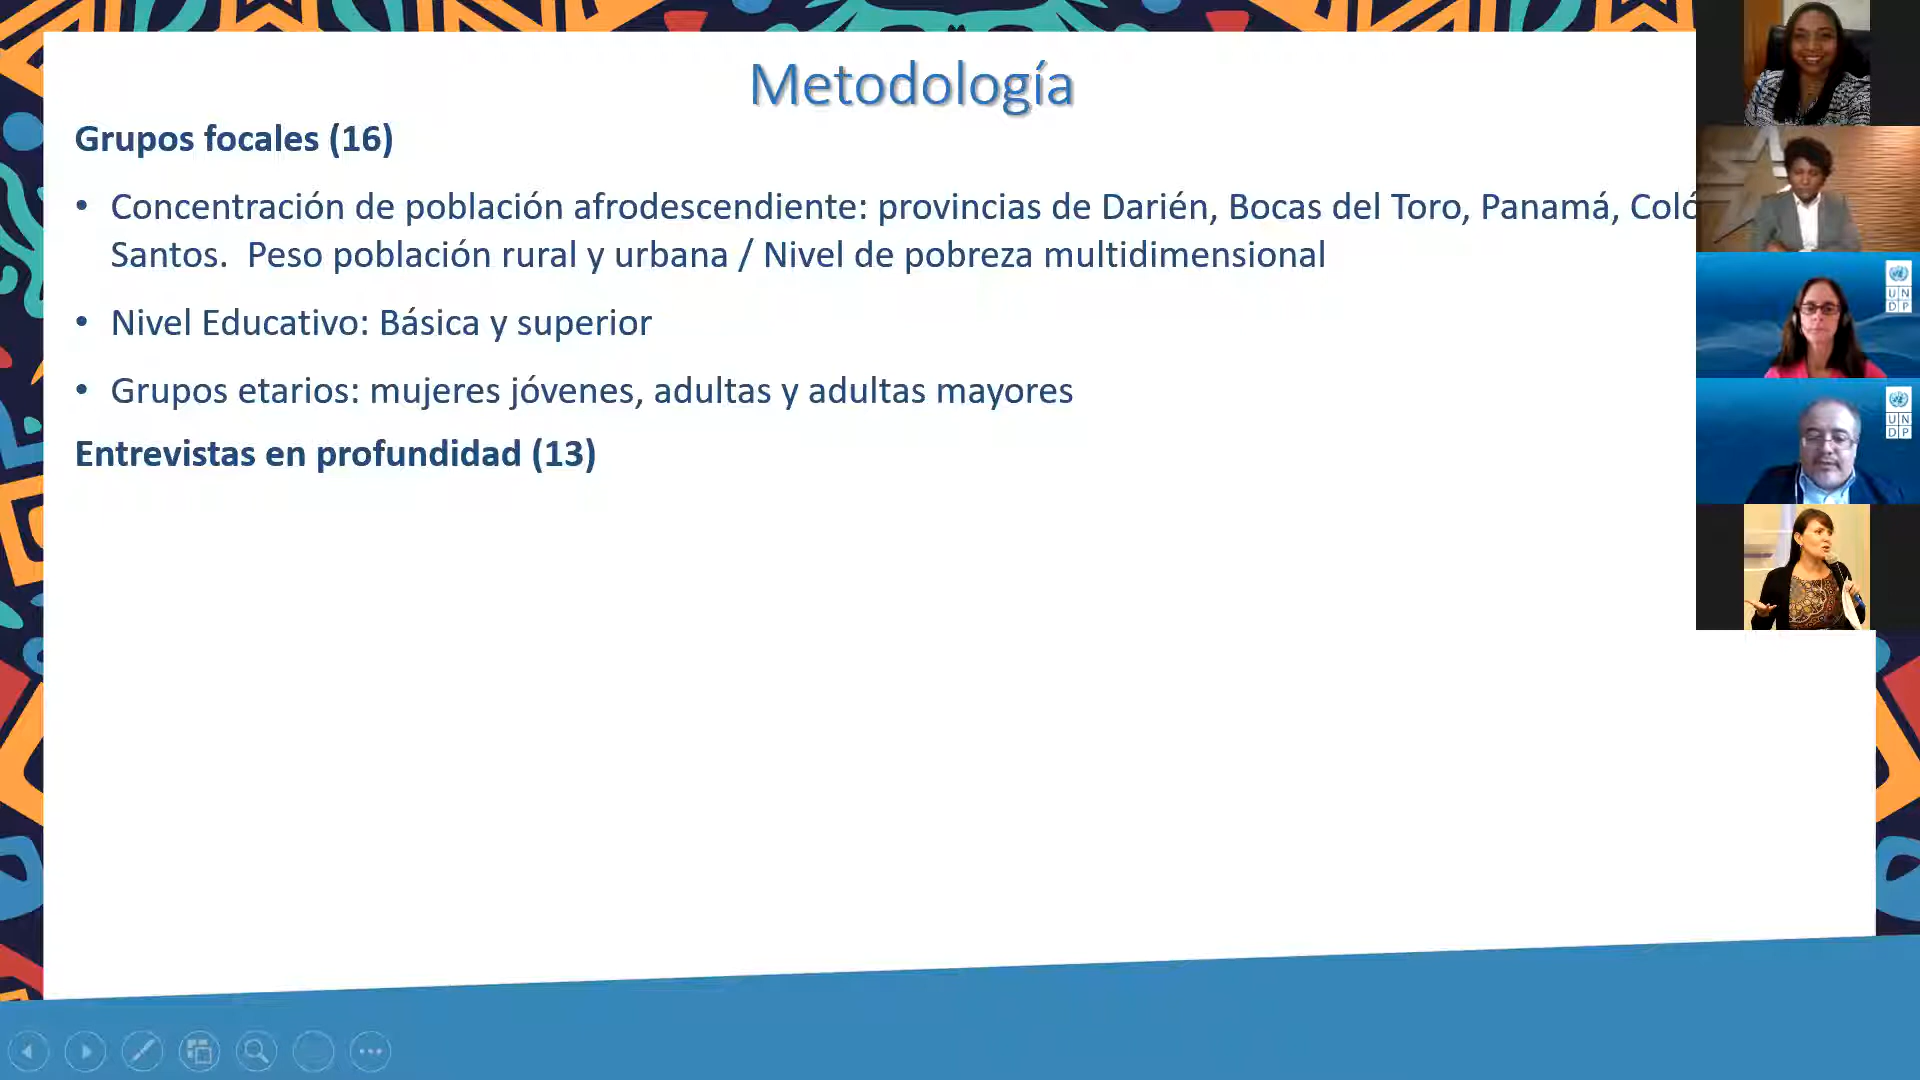 Metodología
Grupos focales (16)
• Concentración de población afrodescendiente: provincias de Darién, Bocas del Toro, Panamá, Coló
Santos.  Peso población rural y urbana / Nivel de pobreza multidimensional
• Nivel Educativo: Básica y superior
• Grupos etarios: mujeres jóvenes, adultas y adultas mayores
Entrevistas en profundidad (13)
U N
D P
U N
D P